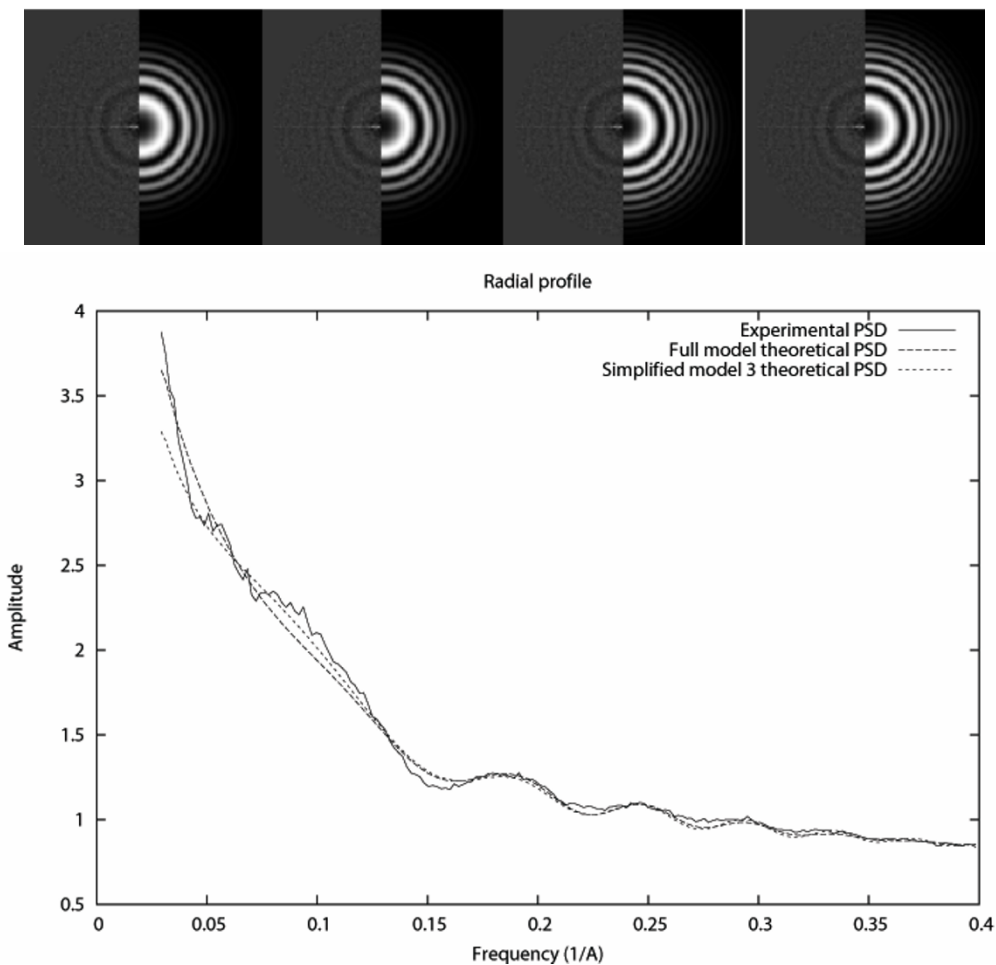 Radial profile
4
3.5
3
2.5
2
1.5
1
0.5
Amplitude
Experimental PSD
Full model theoretical PSD
Simplified model 3 theoretical PSD
0 0.05 0.1 0.15 0.2 0.25 0.3 0.35 0.4
Frequency (1/A)